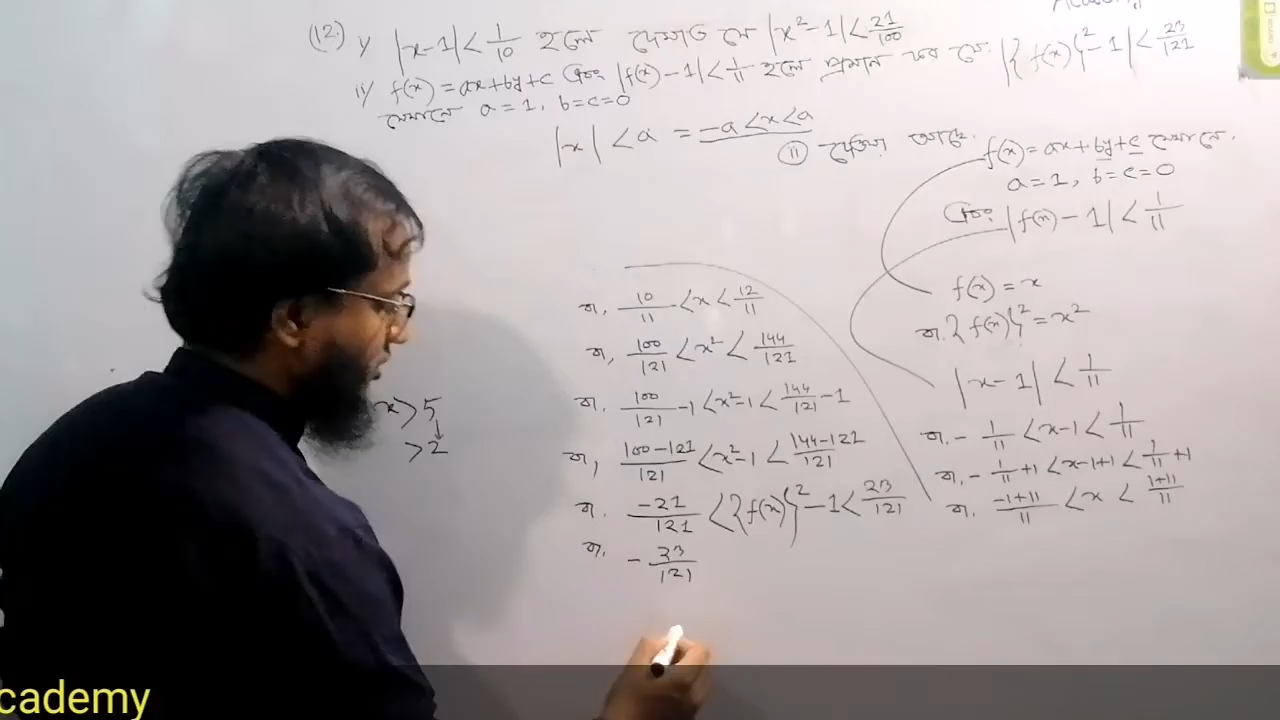 (12) i) |x-1| < 1/10 হলে দেখাও যে |x²-1| < 21/100
ii) f(x) = ax+by+c এবং |f(x)-1| < 1/11 হলে প্রমান কর যে. |{f(x)}²-1| < 23/121
যেখানে a=1, b=c=0
|x| < a = -a<x<a
(ii) দেওয়া আছে. f(x) = ax+by+c যেখানে.
a=1, b=c=0
এবং |f(x)-1| < 1/11
f(x) = x
বা. {f(x)}² = x²
|x-1| < 1/11
বা. -1/11 < x-1 < 1/11
বা. -1/11+1 < x-1+1 < 1/11+1
বা. (-1+11)/11 < x < (1+11)/11
বা, 10/11 < x < 12/11
বা, 100/121 < x² < 144/121
বা. 100/121-1 < x²-1 < 144/121-1
বা, (100-121)/121 < x²-1 < (144-121)/121
বা. -21/121 < {f(x)}²-1 < 23/121
বা. -23/121
x > 5
> 2
cademy